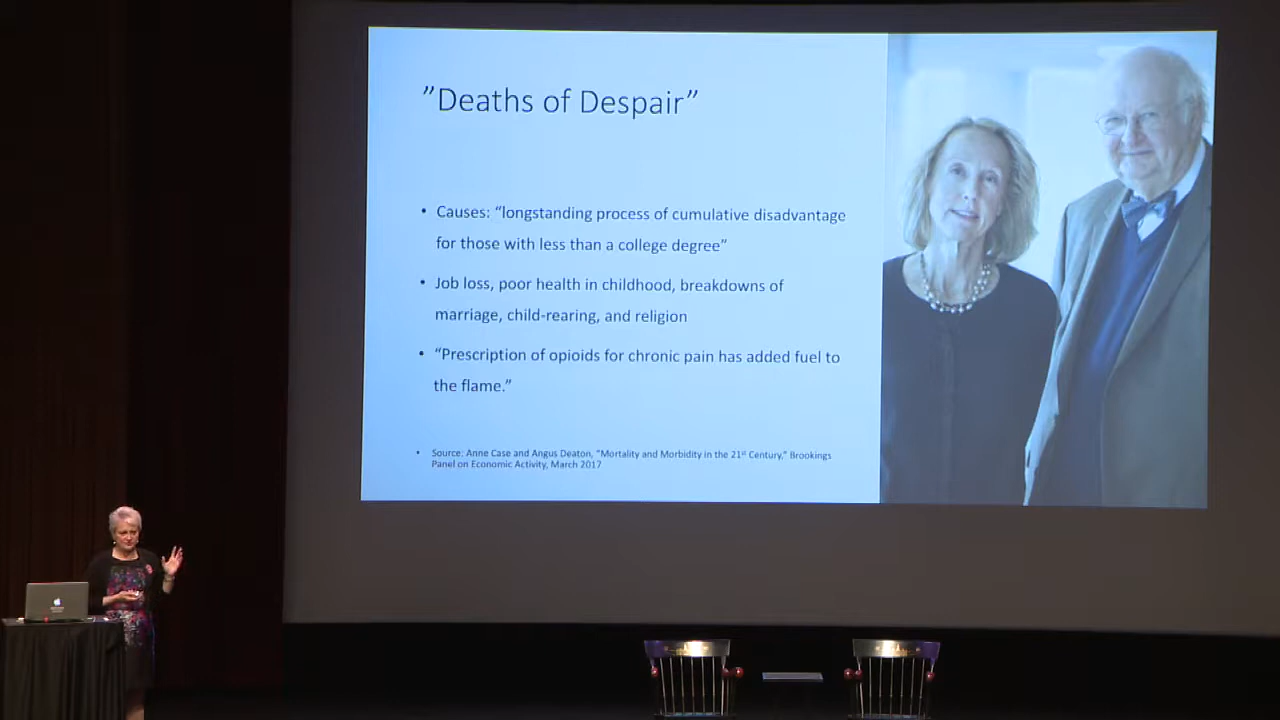 ”Deaths of Despair”
• Causes: “longstanding process of cumulative disadvantage
for those with less than a college degree”
• Job loss, poor health in childhood, breakdowns of
marriage, child-rearing, and religion
• “Prescription of opioids for chronic pain has added fuel to
the flame.”
• Source: Anne Case and Angus Deaton, “Mortality and Morbidity in the 21st Century,” Brookings
Panel on Economic Activity, March 2017